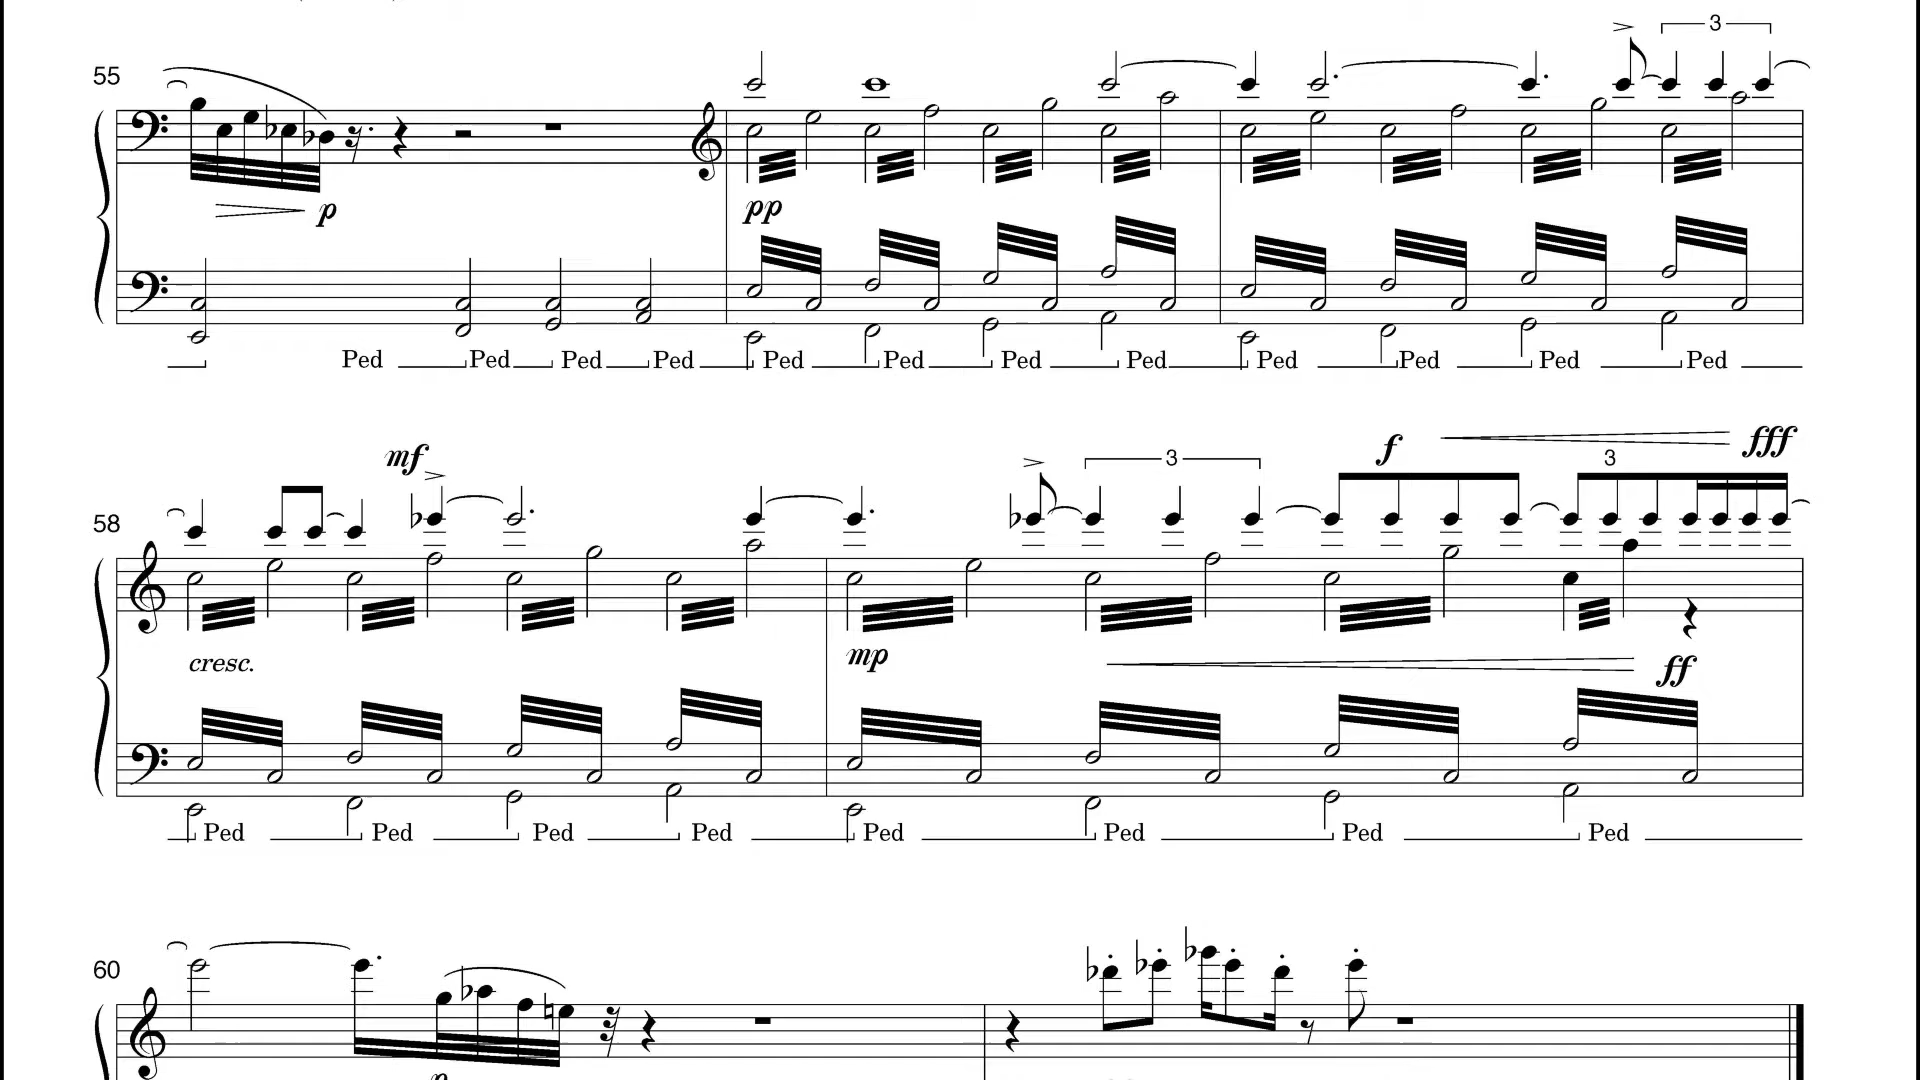 3
55
p
pp
Ped Ped Ped Ped Ped Ped Ped Ped Ped Ped Ped Ped
mf f fff
3 3
58
cresc. mp ff
Ped Ped Ped Ped Ped Ped Ped Ped
60